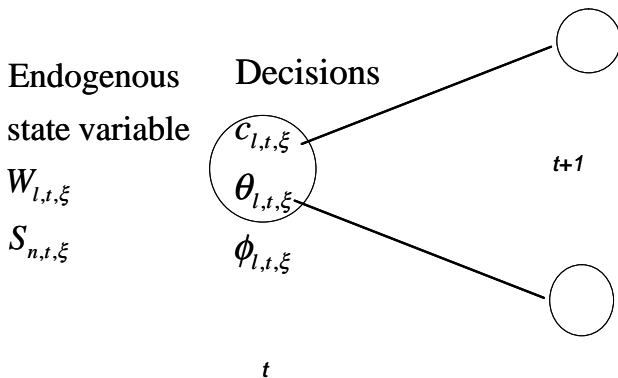 Endogenous
state variable
W_{l,t,ξ}
S_{n,t,ξ}
Decisions
c_{l,t,ξ}
θ_{l,t,ξ}
ϕ_{l,t,ξ}
t+1
t